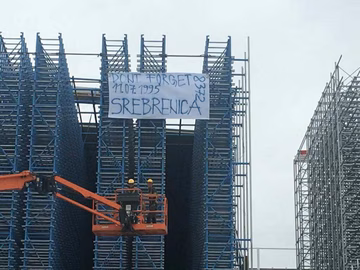 DONT FORGET
11.07.1995
SREBRENICA
8372